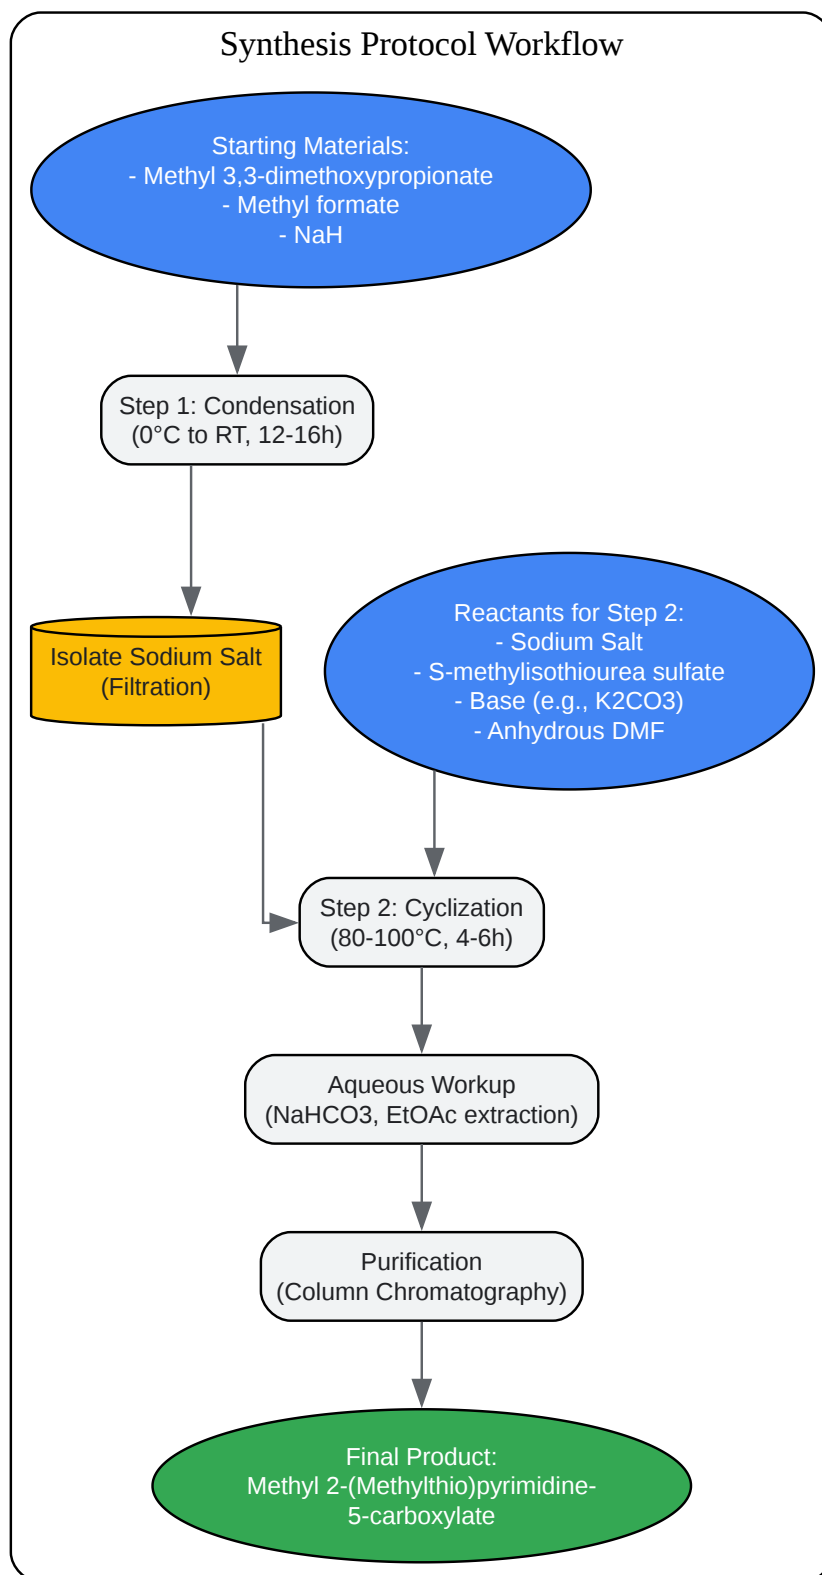 Synthesis Protocol Workflow
Starting Materials:
- Methyl 3,3-dimethoxypropionate
- Methyl formate
- NaH
Step 1: Condensation
(0°C to RT, 12-16h)
Isolate Sodium Salt
(Filtration)
Reactants for Step 2:
- Sodium Salt
- S-methylisothiourea sulfate
- Base (e.g., K2CO3)
- Anhydrous DMF
Step 2: Cyclization
(80-100°C, 4-6h)
Aqueous Workup
(NaHCO3, EtOAc extraction)
Purification
(Column Chromatography)
Final Product:
Methyl 2-(Methylthio)pyrimidine-
5-carboxylate